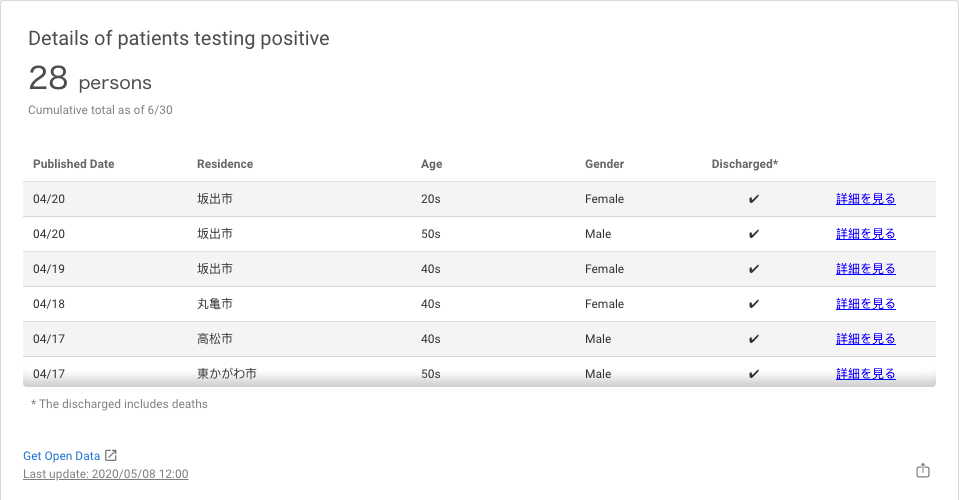 Details of patients testing positive
28 persons
Cumulative total as of 6/30
Published Date Residence Age Gender Discharged*
04/20 坂出市 20s Female ✔ 詳細を見る
04/20 坂出市 50s Male ✔ 詳細を見る
04/19 坂出市 40s Female ✔ 詳細を見る
04/18 丸亀市 40s Female ✔ 詳細を見る
04/17 高松市 40s Male ✔ 詳細を見る
04/17 東かがわ市 50s Male ✔ 詳細を見る
* The discharged includes deaths
Get Open Data
Last update: 2020/05/08 12:00